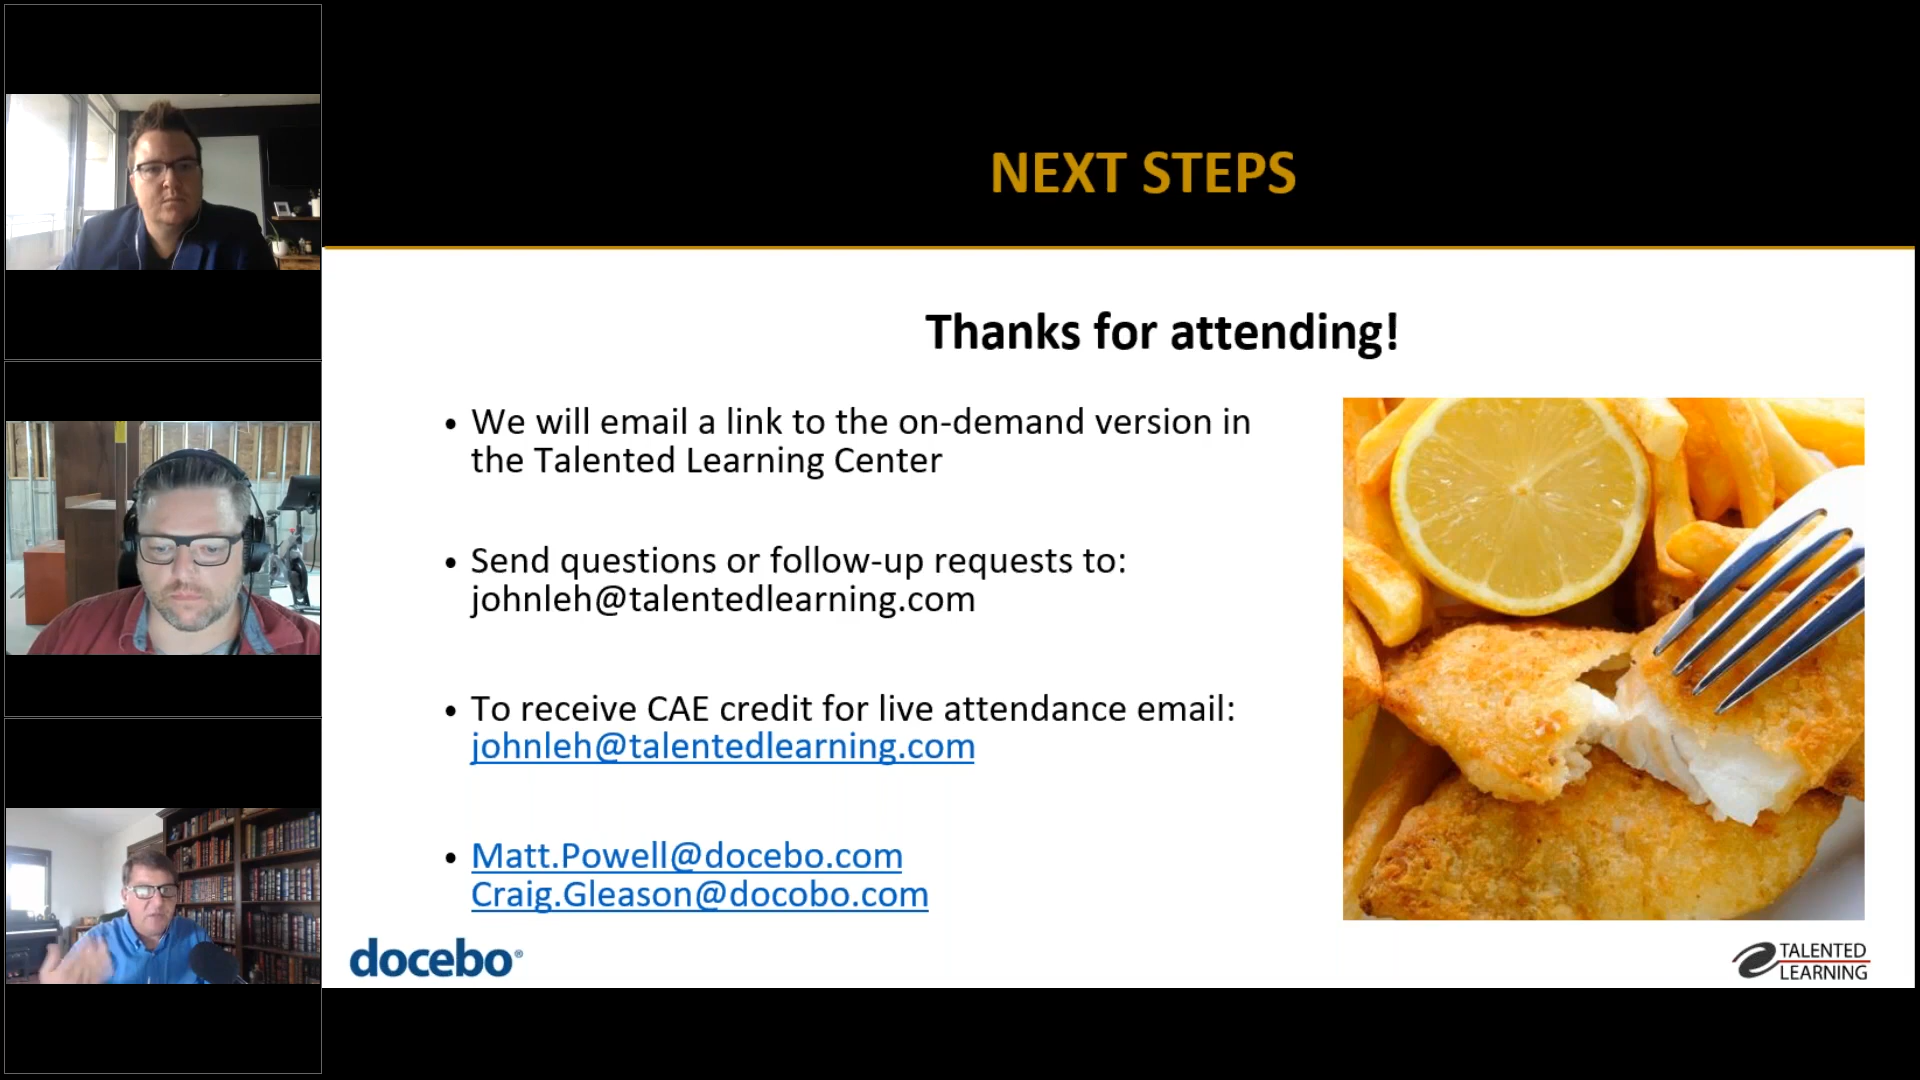 NEXT STEPS
Thanks for attending!
• We will email a link to the on-demand version in
the Talented Learning Center
• Send questions or follow-up requests to:
johnleh@talentedlearning.com
• To receive CAE credit for live attendance email:
johnleh@talentedlearning.com
• Matt.Powell@docebo.com
Craig.Gleason@docobo.com
docebo®
TALENTED
LEARNING